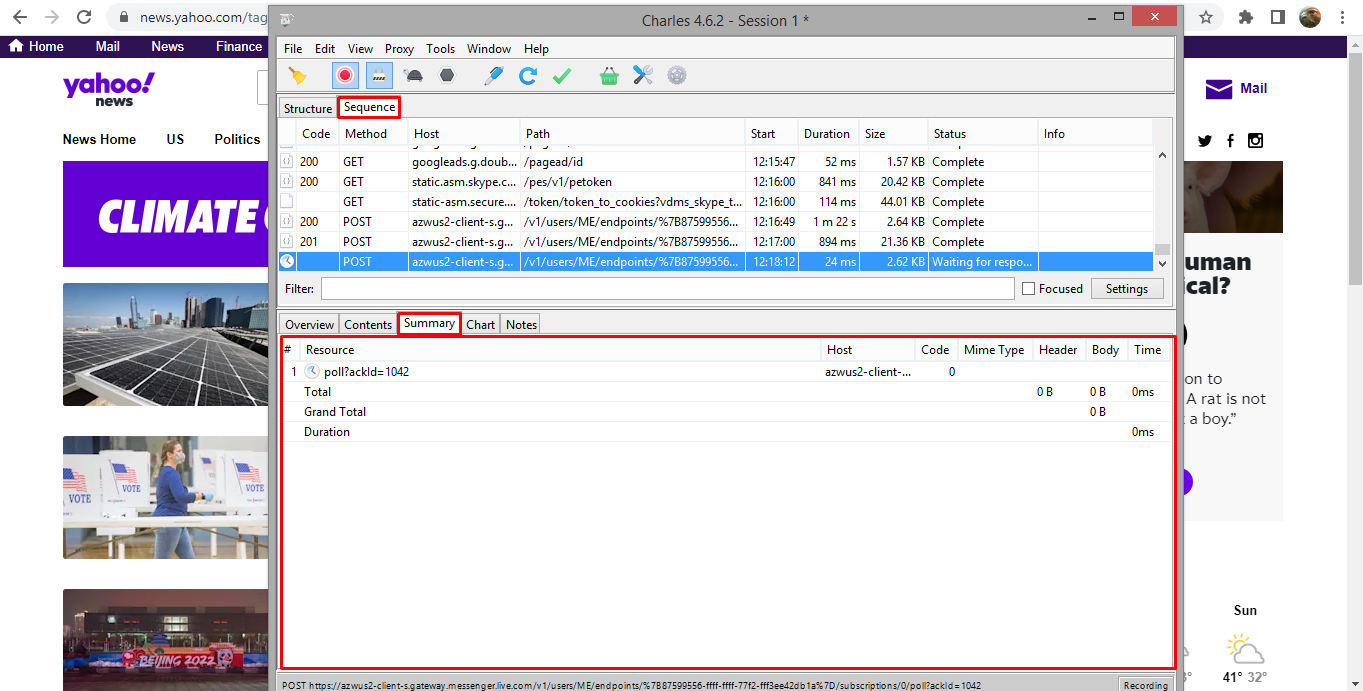 news.yahoo.com/tag
Charles 4.6.2 - Session 1 *
Home Mail News Finance
File Edit View Proxy Tools Window Help
yahoo!
news
Mail
Structure Sequence
News Home US Politics
Code Method Host Path Start Duration Size Status Info
200 GET googleads.g.doub... /pagead/id 12:15:47 52 ms 1.57 KB Complete
200 GET static.asm.skype.c... /pes/v1/petoken 12:16:00 841 ms 20.42 KB Complete
GET static-asm.secure.... /token/token_to_cookies?vdms_skype_t... 12:16:00 114 ms 44.01 KB Complete
200 POST azwus2-client-s.g... /v1/users/ME/endpoints/%7B87599556... 12:16:49 1 m 22 s 2.64 KB Complete
201 POST azwus2-client-s.g... /v1/users/ME/endpoints/%7B87599556... 12:17:00 894 ms 21.36 KB Complete
POST azwus2-client-s.g... /v1/users/ME/endpoints/%7B87599556... 12:18:12 24 ms 2.62 KB Waiting for respo...
CLIMATE
Filter: Focused Settings
uman
ical?
Overview Contents Summary Chart Notes
# Resource Host Code Mime Type Header Body Time
1 poll?ackId=1042 azwus2-client-... 0
Total 0 B 0 B 0ms
Grand Total 0 B
Duration 0ms
on to
A rat is not
a boy.”
VOTE
VOTE
VOTE
BEIJING 2022
Sun
41° 32°
POST https://azwus2-client-s.gateway.messenger.live.com/v1/users/ME/endpoints/%7B87599556-ffff-ffff-77f2-fff3ee42db1a%7D/subscriptions/0/poll?ackId=1042 Recording